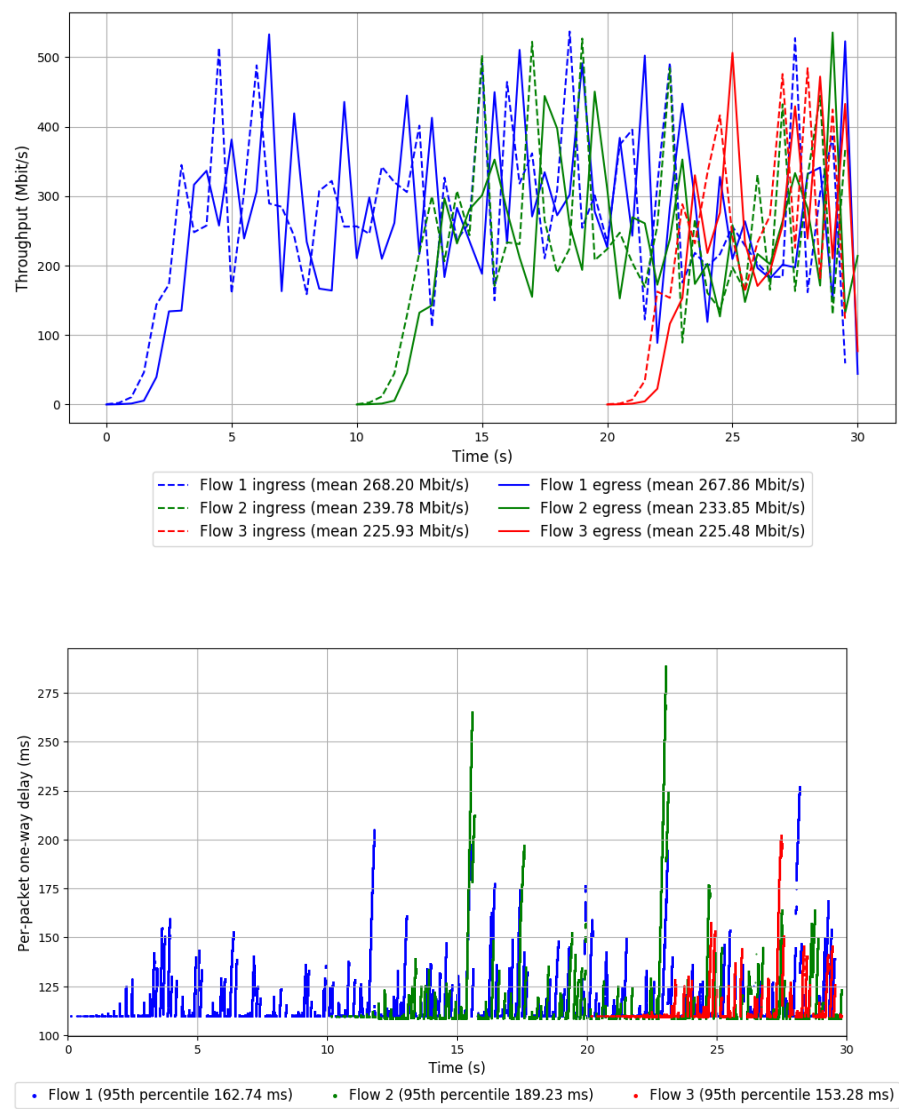 500
400
300
200
100
0
Throughput (Mbit/s)
0 5 10 15 20 25 30
Time (s)
Flow 1 ingress (mean 268.20 Mbit/s) Flow 1 egress (mean 267.86 Mbit/s)
Flow 2 ingress (mean 239.78 Mbit/s) Flow 2 egress (mean 233.85 Mbit/s)
Flow 3 ingress (mean 225.93 Mbit/s) Flow 3 egress (mean 225.48 Mbit/s)
275
250
225
200
175
150
125
100
Per-packet one-way delay (ms)
0 5 10 15 20 25 30
Time (s)
Flow 1 (95th percentile 162.74 ms) Flow 2 (95th percentile 189.23 ms) Flow 3 (95th percentile 153.28 ms)